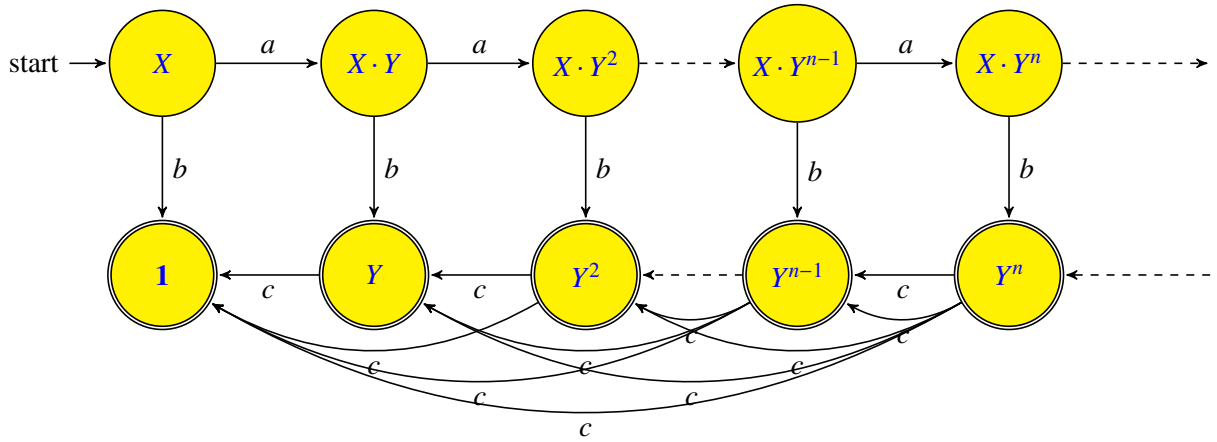 a a a
start X X · Y X · Y² X · Yⁿ⁻¹ X · Yⁿ
b b b b b
1 Y Y² Yⁿ⁻¹ Yⁿ
c c c
c c
c c
c c
c